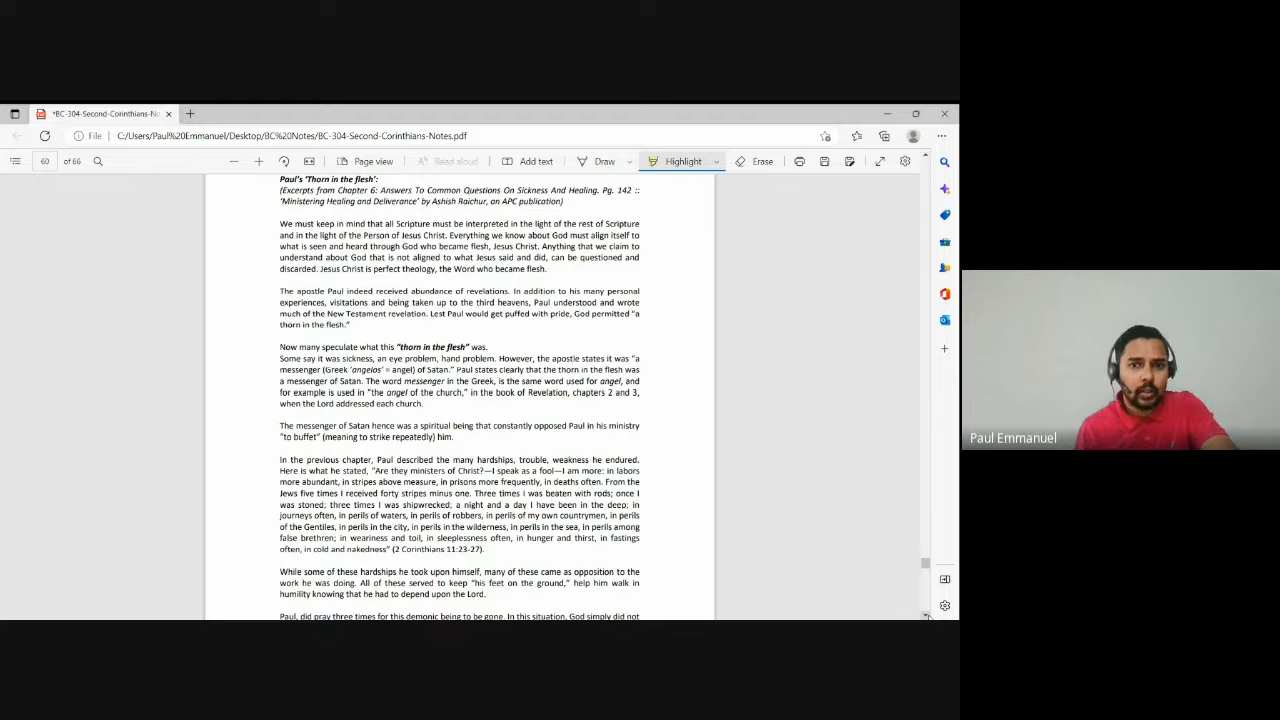 *BC-304-Second-Corinthians-No
File
C:/Users/Paul%20Emmanuel/Desktop/BC%20Notes/BC-304-Second-Corinthians-Notes.pdf
60 of 66
Page view
Read aloud
Add text
Draw
Highlight
Erase
Paul's 'Thorn in the flesh':
(Excerpts from Chapter 6: Answers To Common Questions On Sickness And Healing. Pg. 142 ::
'Ministering Healing and Deliverance' by Ashish Raichur, an APC publication)
We must keep in mind that all Scripture must be interpreted in the light of the rest of Scripture
and in the light of the Person of Jesus Christ. Everything we know about God must align itself to
what is seen and heard through God who became flesh, Jesus Christ. Anything that we claim to
understand about God that is not aligned to what Jesus said and did, can be questioned and
discarded. Jesus Christ is perfect theology, the Word who became flesh.
The apostle Paul indeed received abundance of revelations. In addition to his many personal
experiences, visitations and being taken up to the third heavens, Paul understood and wrote
much of the New Testament revelation. Lest Paul would get puffed with pride, God permitted "a
thorn in the flesh."
Now many speculate what this "thorn in the flesh" was.
Some say it was sickness, an eye problem, hand problem. However, the apostle states it was "a
messenger (Greek 'angelos' = angel) of Satan." Paul states clearly that the thorn in the flesh was
a messenger of Satan. The word messenger in the Greek, is the same word used for angel, and
for example is used in "the angel of the church," in the book of Revelation, chapters 2 and 3,
when the Lord addressed each church.
The messenger of Satan hence was a spiritual being that constantly opposed Paul in his ministry
"to buffet" (meaning to strike repeatedly) him.
In the previous chapter, Paul described the many hardships, trouble, weakness he endured.
Here is what he stated, "Are they ministers of Christ?—I speak as a fool—I am more: in labors
more abundant, in stripes above measure, in prisons more frequently, in deaths often. From the
Jews five times I received forty stripes minus one. Three times I was beaten with rods; once I
was stoned; three times I was shipwrecked; a night and a day I have been in the deep; in
journeys often, in perils of waters, in perils of robbers, in perils of my own countrymen, in perils
of the Gentiles, in perils in the city, in perils in the wilderness, in perils in the sea, in perils among
false brethren; in weariness and toil, in sleeplessness often, in hunger and thirst, in fastings
often, in cold and nakedness" (2 Corinthians 11:23-27).
While some of these hardships he took upon himself, many of these came as opposition to the
work he was doing. All of these served to keep "his feet on the ground," help him walk in
humility knowing that he had to depend upon the Lord.
Paul, did pray three times for this demonic being to be gone. In this situation, God simply did not
Paul Emmanuel